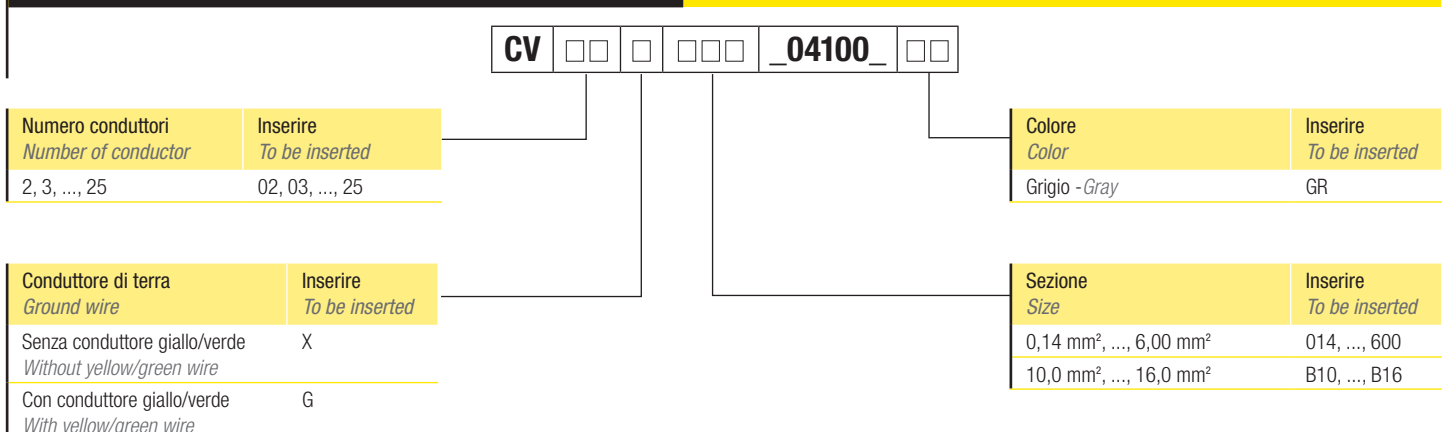 CV □□ □ □□□ _04100_ □□
Numero conduttori Inserire
Number of conductor To be inserted
2, 3, ..., 25 02, 03, ..., 25
Colore Inserire
Color To be inserted
Grigio - Gray GR
Conduttore di terra Inserire
Ground wire To be inserted
Senza conduttore giallo/verde X
Without yellow/green wire
Con conduttore giallo/verde G
With yellow/green wire
Sezione Inserire
Size To be inserted
0,14 mm², ..., 6,00 mm² 014, ..., 600
10,0 mm², ..., 16,0 mm² B10, ..., B16